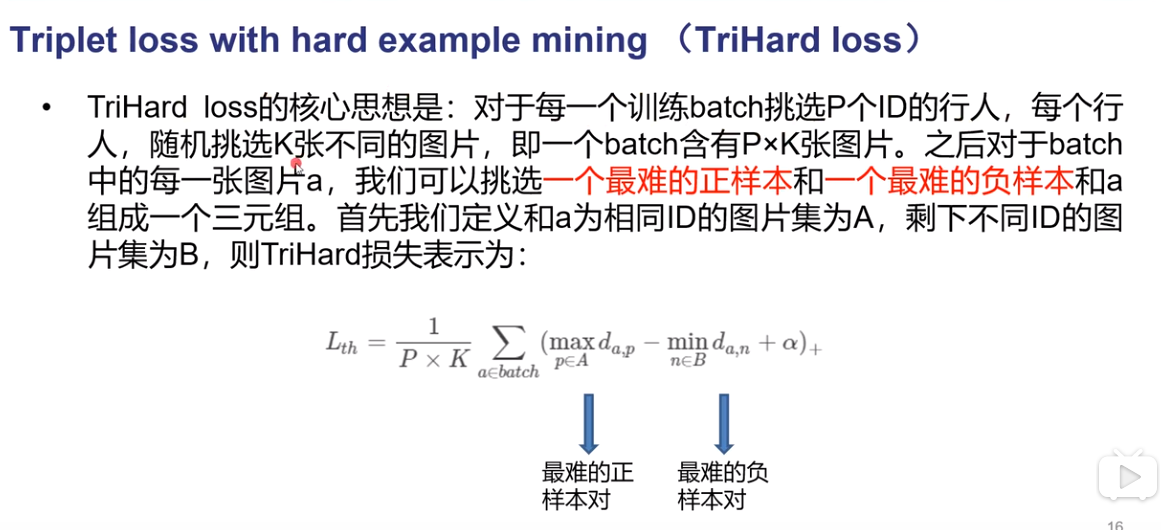 Triplet loss with hard example mining （TriHard loss）
• TriHard loss的核心思想是：对于每一个训练batch挑选P个ID的行人，每个行
人，随机挑选K张不同的图片，即一个batch含有P×K张图片。之后对于batch
中的每一张图片a，我们可以挑选一个最难的正样本和一个最难的负样本和a
组成一个三元组。首先我们定义和a为相同ID的图片集为A，剩下不同ID的图
片集为B，则TriHard损失表示为：
L_{th} = \frac{1}{P × K} \sum_{a∈batch} (\max_{p∈A} d_{a,p} − \min_{n∈B} d_{a,n} + α)_+
最难的正 最难的负
样本对 样本对
16